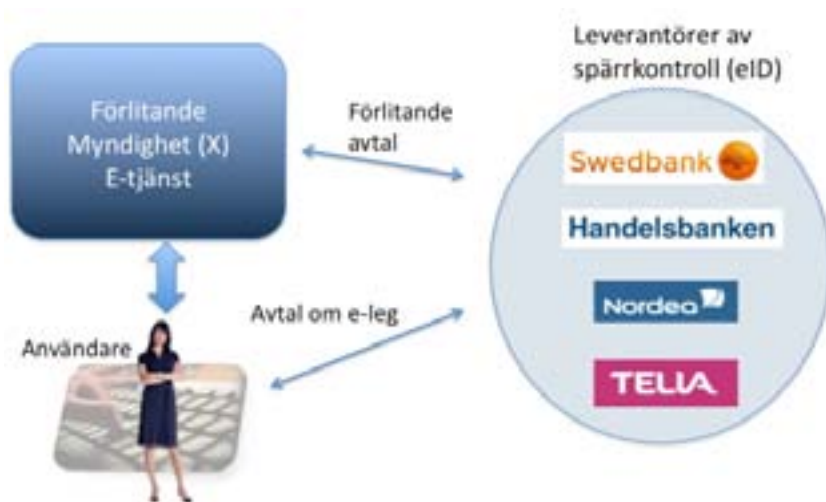 Leverantörer av
spärrkontroll (eID)
Förlitande
Myndighet (X)
E-tjänst
Förlitande
avtal
Swedbank
Handelsbanken
Nordea
TELIA
Avtal om e-leg
Användare